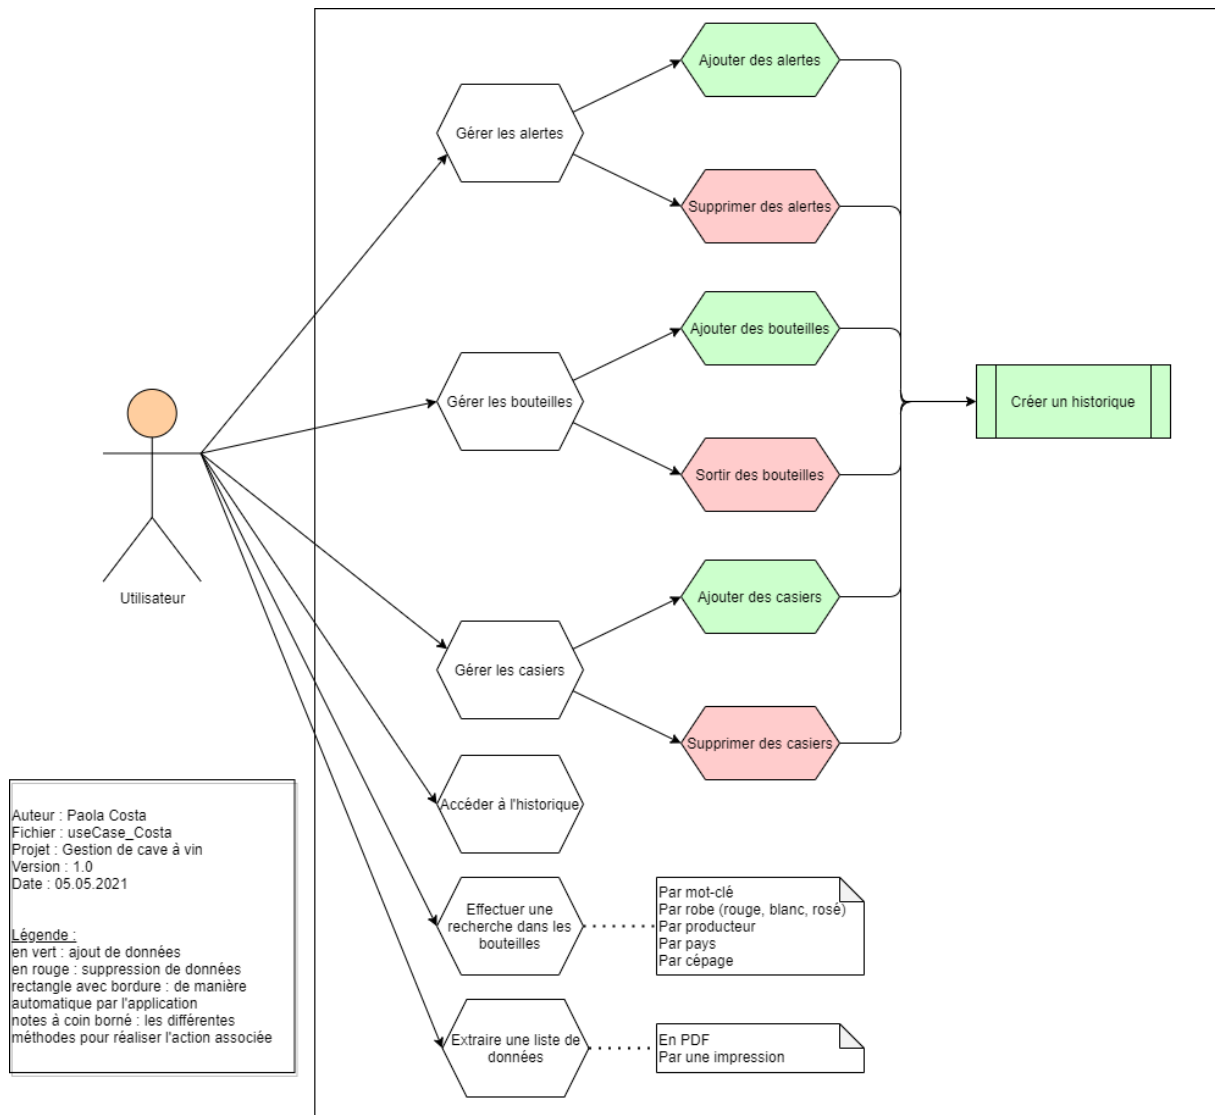 Ajouter des alertes
Gérer les alertes
Supprimer des alertes
Ajouter des bouteilles
Gérer les bouteilles
Créer un historique
Sortir des bouteilles
Utilisateur
Ajouter des casiers
Gérer les casiers
Supprimer des casiers
Accéder à l'historique
Auteur : Paola Costa
Fichier : useCase_Costa
Projet : Gestion de cave à vin
Version : 1.0
Date : 05.05.2021
Légende :
en vert : ajout de données
en rouge : suppression de données
rectangle avec bordure : de manière
automatique par l'application
notes à coin borné : les différentes
méthodes pour réaliser l'action associée
Effectuer une
recherche dans les
bouteilles
Par mot-clé
Par robe (rouge, blanc, rosé)
Par producteur
Par pays
Par cépage
Extraire une liste de
données
En PDF
Par une impression